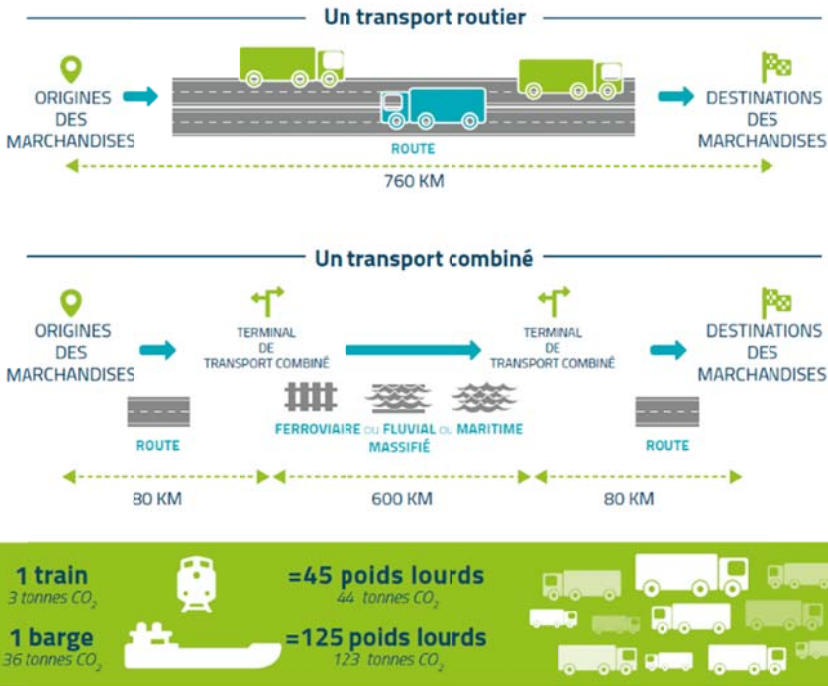 Un transport routier
ORIGINES
DES
MARCHANDISES
DESTINATIONS
DES
MARCHANDISES
ROUTE
760 KM
Un transport combiné
ORIGINES
DES
MARCHANDISES
TERMINAL
DE
TRANSPORT COMBINÉ
TERMINAL
DE
TRANSPORT COMBINÉ
DESTINATIONS
DES
MARCHANDISES
ROUTE
FERROVIAIRE OU FLUVIAL OU MARITIME
MASSIFIÉ
ROUTE
80 KM
600 KM
80 KM
1 train
3 tonnes CO₂
=45 poids lourds
44 tonnes CO₂
1 barge
36 tonnes CO₂
=125 poids lourds
123 tonnes CO₂